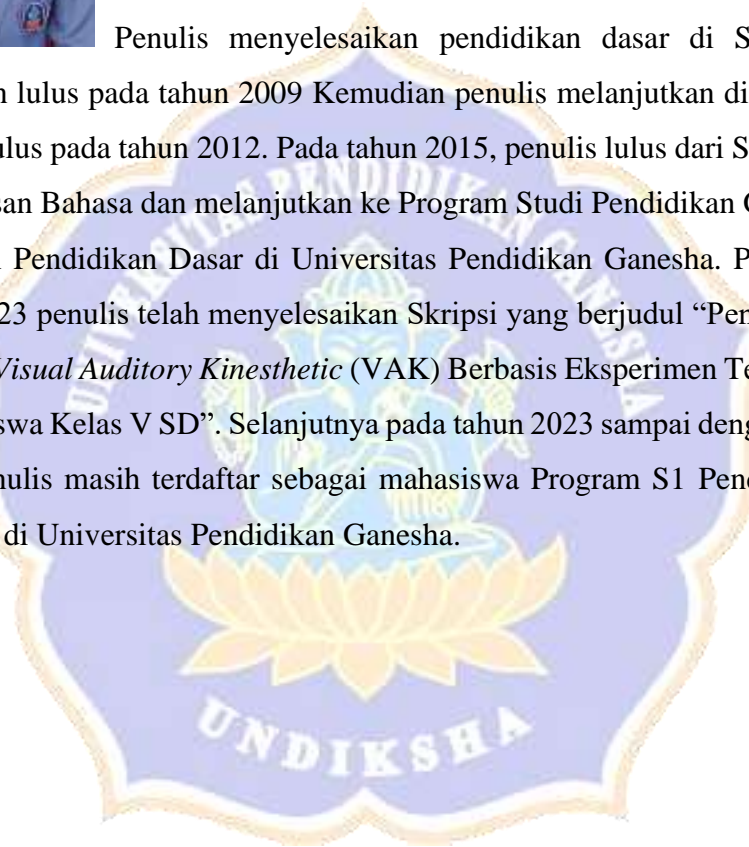 Penulis menyelesaikan pendidikan dasar di S
n lulus pada tahun 2009 Kemudian penulis melanjutkan di
ulus pada tahun 2012. Pada tahun 2015, penulis lulus dari S
san Bahasa dan melanjutkan ke Program Studi Pendidikan
Pendidikan Dasar di Universitas Pendidikan Ganesha. P
23 penulis telah menyelesaikan Skripsi yang berjudul “Pen
Visual Auditory Kinesthetic (VAK) Berbasis Eksperimen Te
swa Kelas V SD”. Selanjutnya pada tahun 2023 sampai deng
nulis masih terdaftar sebagai mahasiswa Program S1 Pend
di Universitas Pendidikan Ganesha.
UNIVERSITAS PENDIDIKAN GANESHA
UNDIKSHA